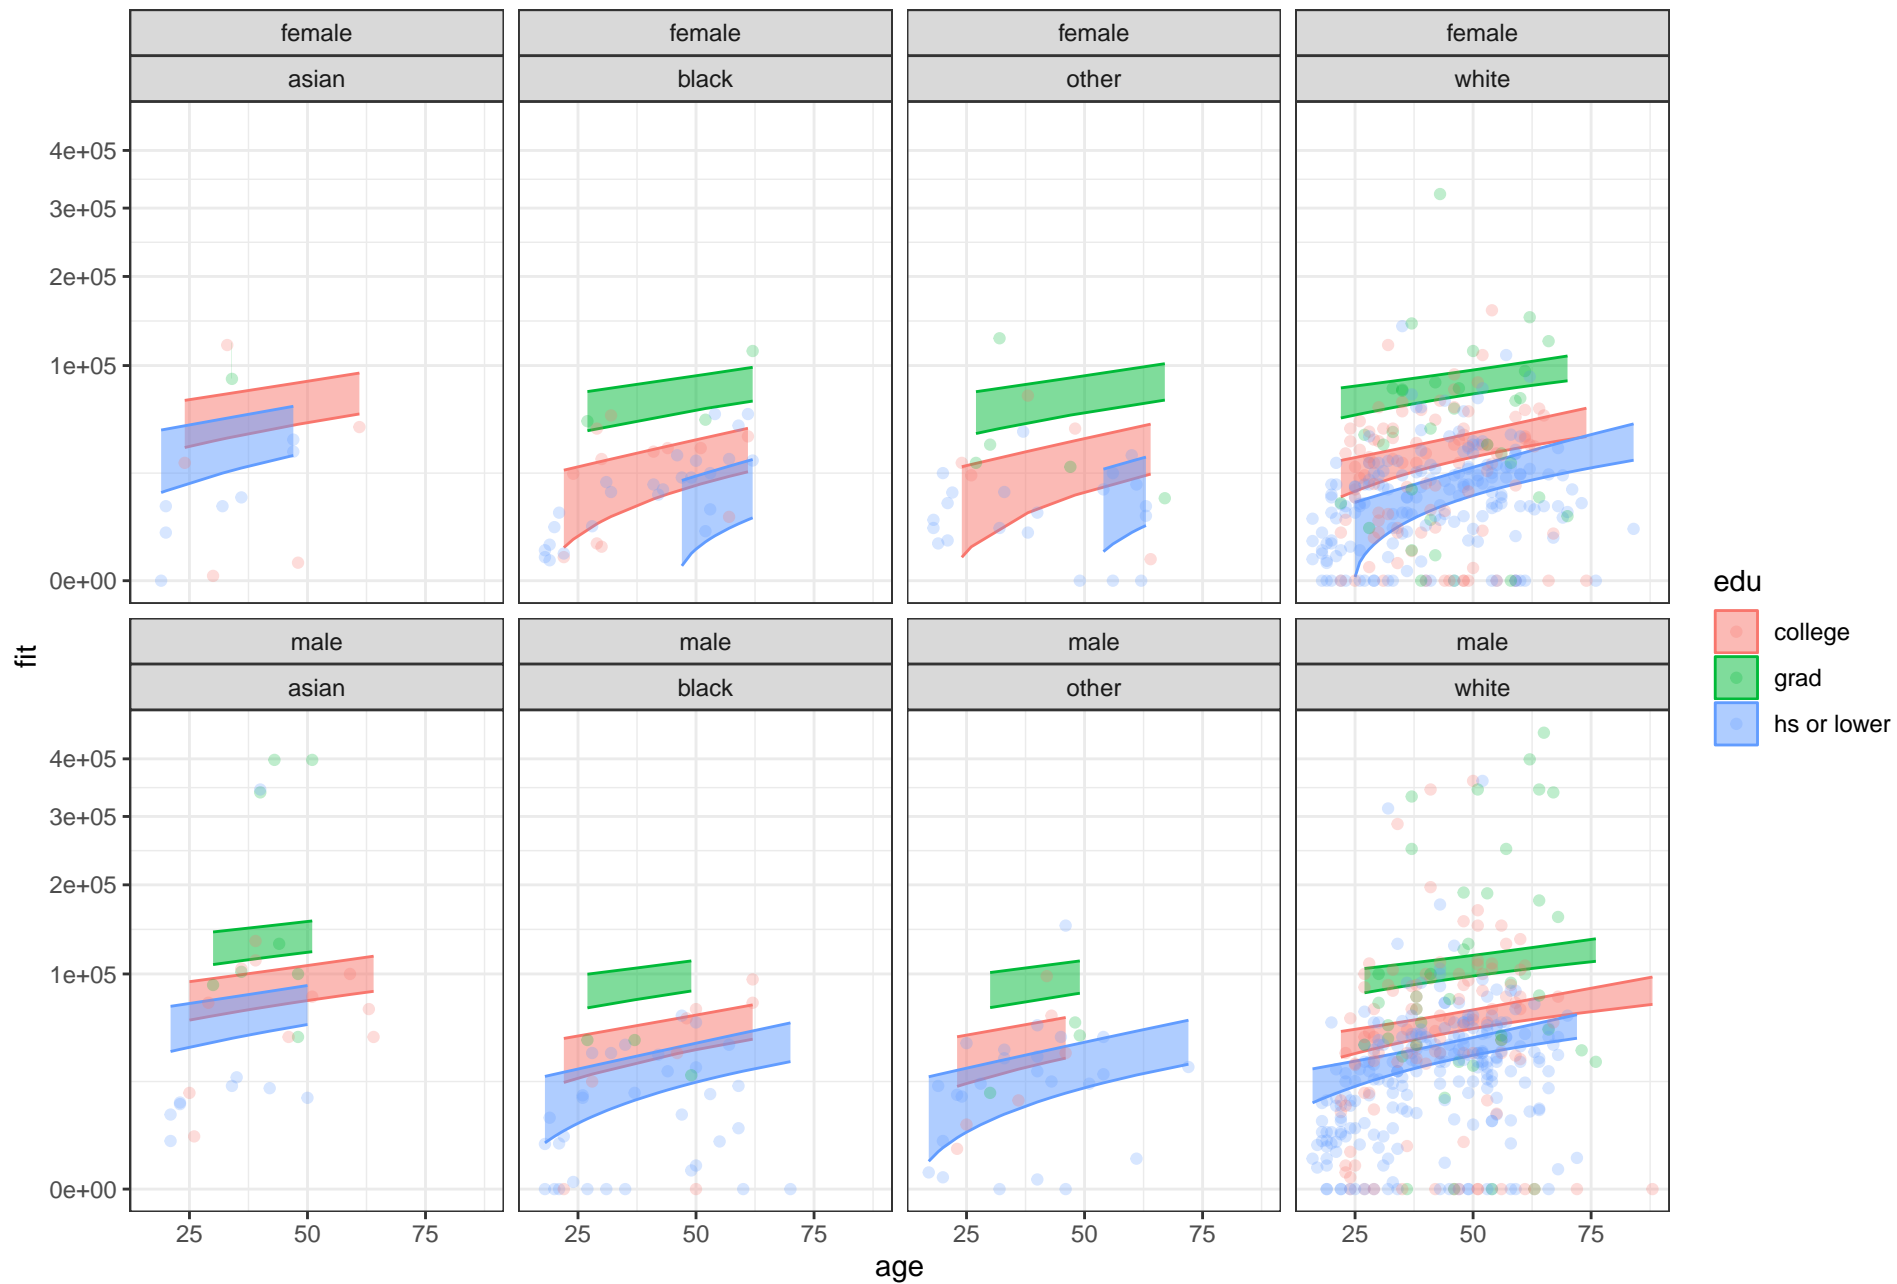 female female female female
asian black other white
4e+05
3e+05
2e+05
1e+05
0e+00
male male male male
asian black other white
4e+05
3e+05
2e+05
1e+05
0e+00
25 50 75 25 50 75 25 50 75 25 50 75
age
fit
edu
college
grad
hs or lower